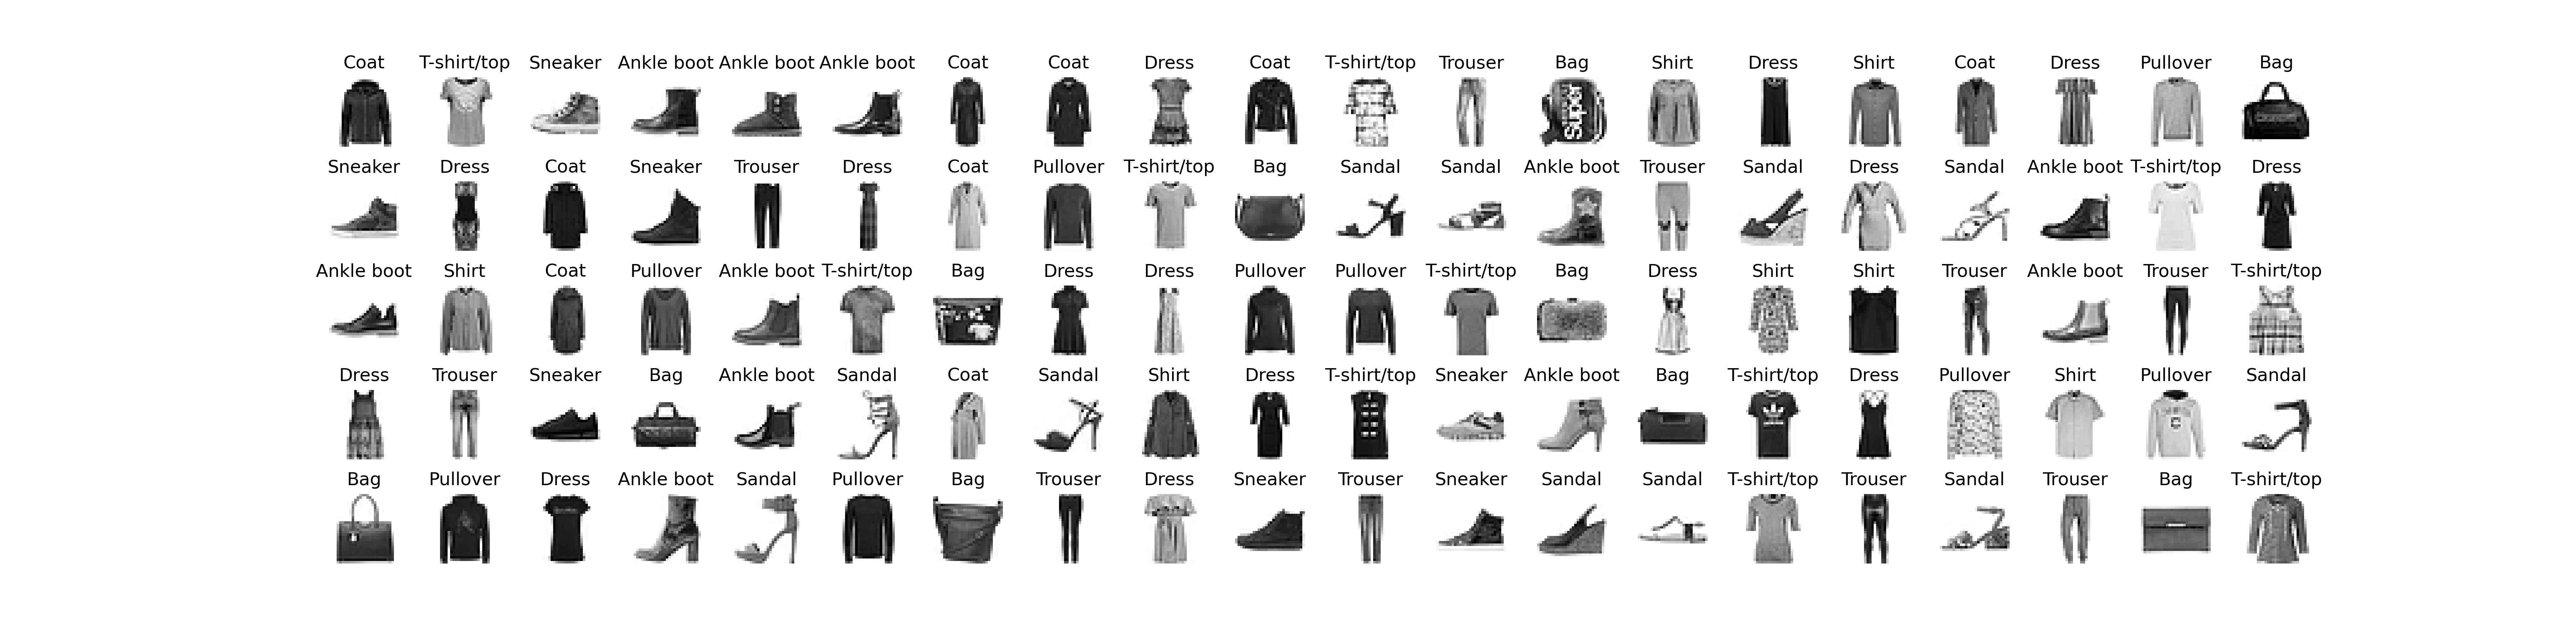 Coat T-shirt/top Sneaker Ankle boot Ankle boot Ankle boot Coat Coat Dress Coat T-shirt/top Trouser Bag Shirt Dress Shirt Coat Dress Pullover Bag
Super
Sneaker Dress Coat Sneaker Trouser Dress Coat Pullover T-shirt/top Bag Sandal Sandal Ankle boot Trouser Sandal Dress Sandal Ankle boot T-shirt/top Dress
Ankle boot Shirt Coat Pullover Ankle boot T-shirt/top Bag Dress Dress Pullover Pullover T-shirt/top Bag Dress Shirt Shirt Trouser Ankle boot Trouser T-shirt/top
Dress Trouser Sneaker Bag Ankle boot Sandal Coat Sandal Shirt Dress T-shirt/top Sneaker Ankle boot Bag T-shirt/top Dress Pullover Shirt Pullover Sandal
Bag Pullover Dress Ankle boot Sandal Pullover Bag Trouser Dress Sneaker Trouser Sneaker Sandal Sandal T-shirt/top Trouser Sandal Trouser Bag T-shirt/top